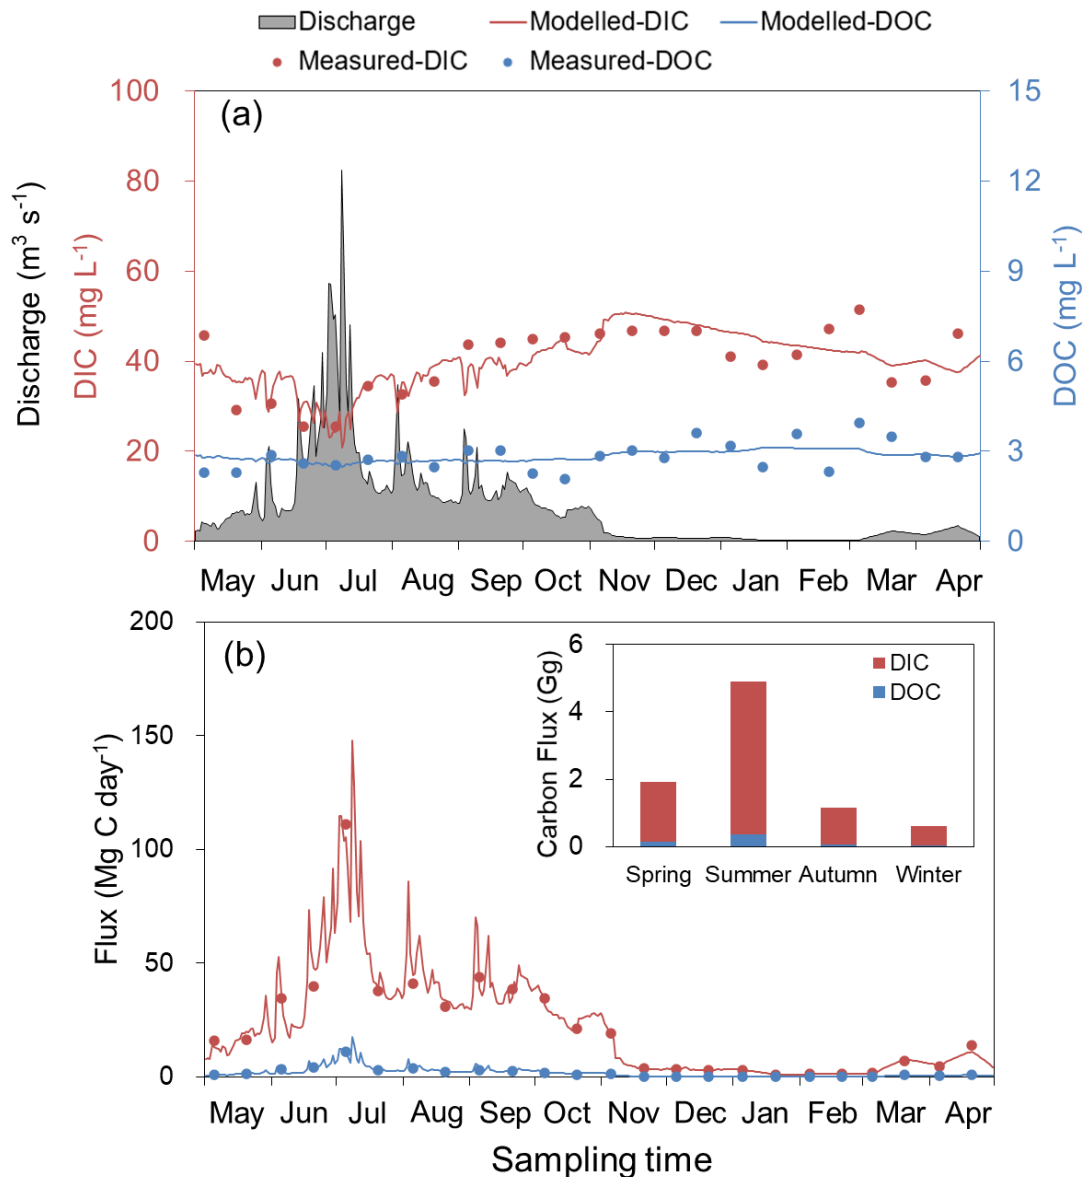 Discharge Modelled-DIC Modelled-DOC
Measured-DIC Measured-DOC
(a)
Discharge (m³ s⁻¹)
DIC (mg L⁻¹)
100
80
60
40
20
0
15
12
9
6
3
0
DOC (mg L⁻¹)
May Jun Jul Aug Sep Oct Nov Dec Jan Feb Mar Apr
(b)
Flux (Mg C day⁻¹)
200
150
100
50
0
Carbon Flux (Gg)
6
4
2
0
DIC
DOC
Spring Summer Autumn Winter
May Jun Jul Aug Sep Oct Nov Dec Jan Feb Mar Apr
Sampling time